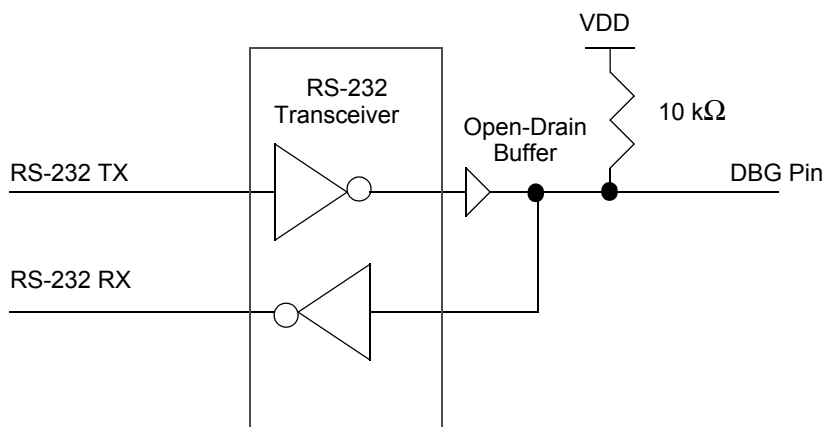 VDD
RS-232
Transceiver
10 kΩ
Open-Drain
Buffer
RS-232 TX
DBG Pin
RS-232 RX